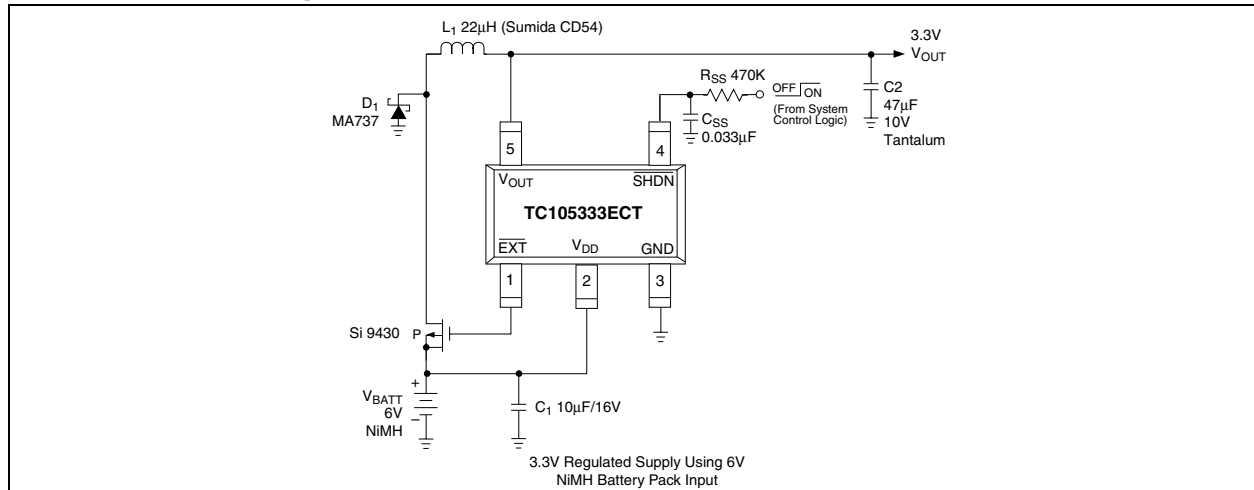 L1 22µH (Sumida CD54)
3.3V
VOUT
RSS 470K
OFF
ON
(From System
Control Logic)
C2
47µF
10V
Tantalum
D1
MA737
CSS
0.033µF
5
4
VOUT
SHDN
TC105333ECT
EXT
VDD
GND
1
2
3
Si 9430
P
+
VBATT
6V
−
NiMH
C1 10µF/16V
3.3V Regulated Supply Using 6V
NiMH Battery Pack Input